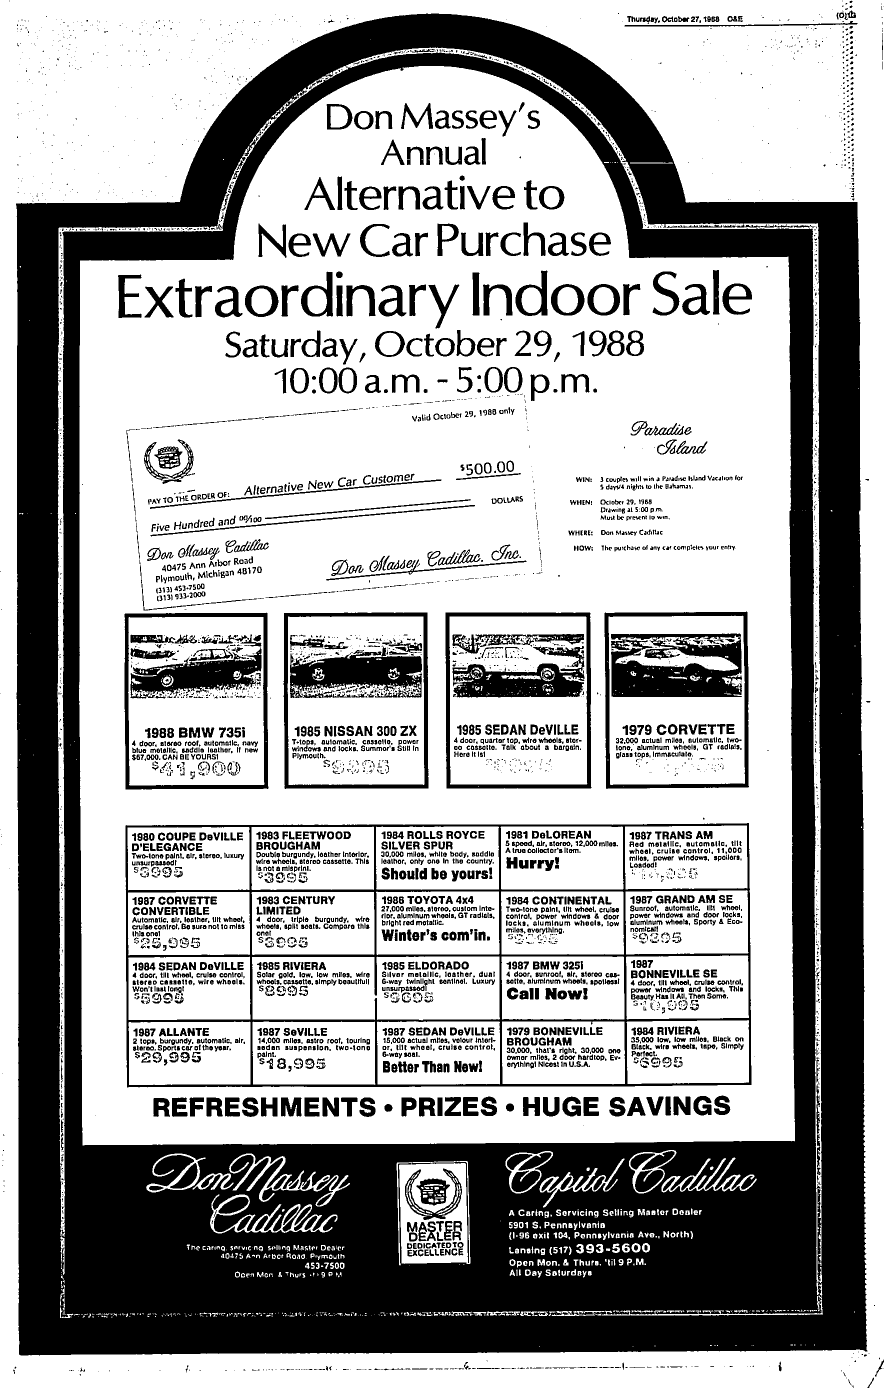 Thursday, October 27, 1988 O&E
Don Massey's
Annual
Alternative to
New Car Purchase
Extraordinary Indoor Sale
Saturday, October 29, 1988
10:00 a.m. - 5:00 p.m.
Valid October 29, 1988 only
$500.00
PAY TO THE ORDER OF: Alternative New Car Customer
Five Hundred and 00/100 DOLLARS
Don Massey Cadillac
40475 Ann Arbor Road
Plymouth, Michigan 48170
(313) 453-7500
(313) 933-2000
Don Massey Cadillac, Inc.
Paradise
Island
WIN: 3 couples will win a Paradise Island Vacation for
5 days/4 nights to the Bahamas.
WHEN: October 29, 1988
Drawing at 5:00 p.m.
Must be present to win.
WHERE: Don Massey Cadillac
HOW: The purchase of any car completes your entry.
1988 BMW 735i
4 door, stereo roof, automatic, navy
blue metallic, saddle leather, if new
$67,000. CAN BE YOURS!
$41,900
1985 NISSAN 300 ZX
T-tops, automatic, cassette, power
windows and locks. Summer's Still in
Plymouth.
$9895
1985 SEDAN DeVILLE
4 door, quarter top, wire wheels, ster-
eo cassette. Talk about a bargain.
Here it is!
1979 CORVETTE
32,000 actual miles, automatic, two-
tone, aluminum wheels, GT radials,
glass tops, immaculate.
1980 COUPE DeVILLE
D'ELEGANCE
Two-tone paint, air, stereo, luxury
unsurpassed!
$3995
1983 FLEETWOOD
BROUGHAM
Double burgundy, leather interior,
wire wheels, stereo cassette. This
is not a misprint.
$3995
1984 ROLLS ROYCE
SILVER SPUR
30,000 miles, white body, saddle
leather, only one in the country.
Should be yours!
1981 DeLOREAN
5 speed, air, stereo, 12,000 miles.
A true collector's item.
Hurry!
1987 TRANS AM
Red metallic, automatic, tilt
wheel, cruise control, 11,000
miles, power windows, spoilers.
Loaded!
1987 CORVETTE
CONVERTIBLE
Automatic, air, leather, tilt wheel,
cruise control. Be sure not to miss
this one!
$25,995
1983 CENTURY
LIMITED
4 door, triple burgundy, wire
wheels, split seats. Compare this
one!
$3995
1986 TOYOTA 4x4
27,000 miles, stereo, custom inte-
rior, aluminum wheels, GT radials,
bright red metallic.
Winter's com'in.
1984 CONTINENTAL
Two-tone paint, tilt wheel, cruise
control, power windows & door
locks, aluminum wheels, low
miles, everything.
1987 GRAND AM SE
Sunroof, automatic, tilt wheel,
power windows and door locks,
aluminum wheels, Sporty & Eco-
nomical!
$9395
1984 SEDAN DeVILLE
4 door, tilt wheel, cruise control,
stereo cassette, wire wheels.
Won't last long!
$5995
1985 RIVIERA
Solar gold, low, low miles, wire
wheels, cassette, simply beautiful!
$8995
1985 ELDORADO
Silver metallic, leather, dual
6-way twinlight sentinel. Luxury
unsurpassed!
$9695
1987 BMW 325i
4 door, sunroof, air, stereo cas-
sette, aluminum wheels, spotless!
Call Now!
1987
BONNEVILLE SE
4 door, tilt wheel, cruise control,
power windows and locks, This
Beauty Has It All, Then Some.
$10,995
1987 ALLANTE
2 tops, burgundy, automatic, air,
stereo. Sports car of the year.
$29,995
1987 SeVILLE
14,000 miles, astro roof, touring
sedan suspension, two-tone
paint.
$18,995
1987 SEDAN DeVILLE
15,000 actual miles, velour interi-
or, tilt wheel, cruise control,
6-way seat.
Better Than New!
1979 BONNEVILLE
BROUGHAM
30,000, that's right, 30,000 one
owner miles, 2 door hardtop, Ev-
erything! Nicest in U.S.A.
1984 RIVIERA
35,000 low, low miles, Black on
Black, wire wheels, tape, Simply
Perfect.
$6995
REFRESHMENTS • PRIZES • HUGE SAVINGS
Don Massey
Cadillac
The caring, servicing, selling Master Dealer
40475 Ann Arbor Road, Plymouth
453-7500
Open Mon. & Thurs. 'til 9 P.M.
MASTER
DEALER
DEDICATED TO
EXCELLENCE
Capitol Cadillac
A Caring, Servicing Selling Master Dealer
5901 S. Pennsylvania
(I-96 exit 104, Pennsylvania Ave., North)
Lansing (517) 393-5600
Open Mon. & Thurs. 'til 9 P.M.
All Day Saturdays